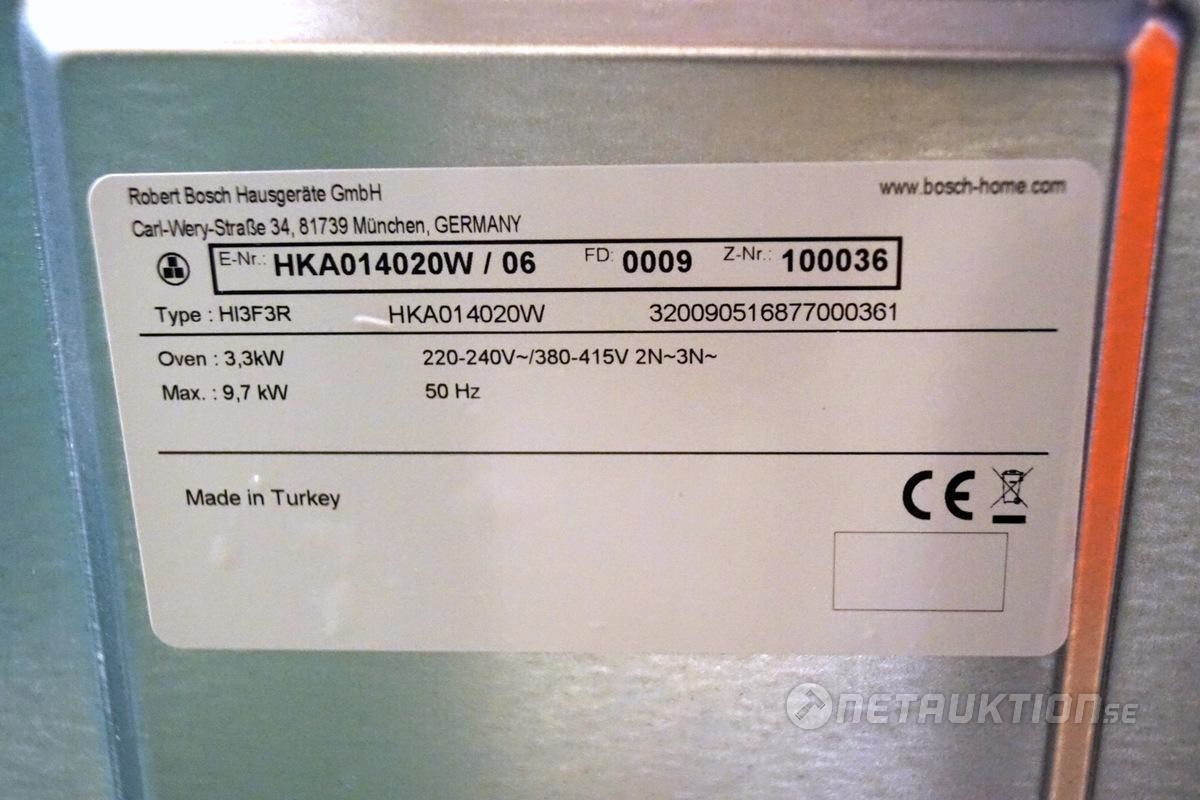 Robert Bosch Hausgeräte GmbH www.bosch-home.com
Carl-Wery-Straße 34, 81739 München, GERMANY
E-Nr.: HKA014020W / 06 FD: 0009 Z-Nr.: 100036
Type : HI3F3R HKA014020W 320090516877000361
Oven : 3,3kW 220-240V~/380-415V 2N~3N~
Max. : 9,7 kW 50 Hz
Made in Turkey CE
NETAUKTION.SE